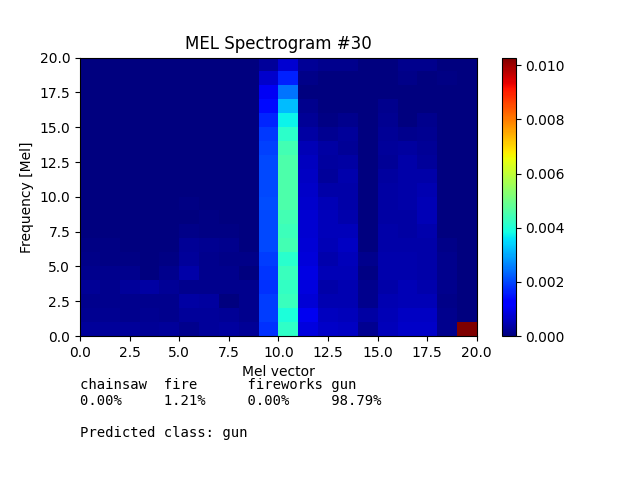 MEL Spectrogram #30
Frequency [Mel]
20.0
17.5
15.0
12.5
10.0
7.5
5.0
2.5
0.0
0.0 2.5 5.0 7.5 10.0 12.5 15.0 17.5 20.0
Mel vector
0.010
0.008
0.006
0.004
0.002
0.000
chainsaw fire fireworks gun
0.00% 1.21% 0.00% 98.79%
Predicted class: gun